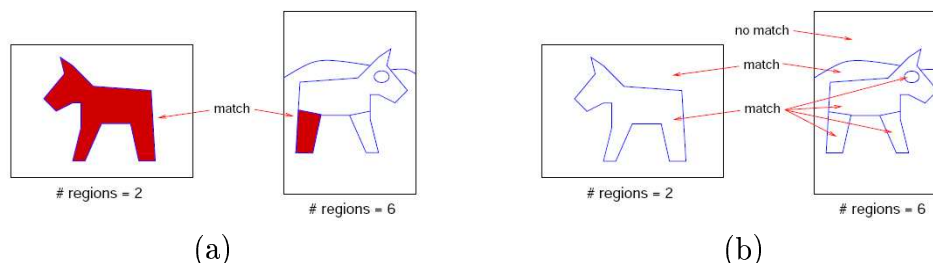 match
# regions = 2
# regions = 6
(a)
no match
match
match
# regions = 2
# regions = 6
(b)